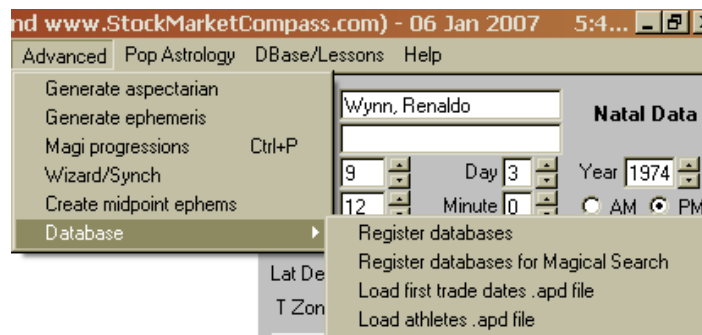 nd www.StockMarketCompass.com) - 06 Jan 2007 5:4...
Advanced Pop Astrology DBase/Lessons Help
Generate aspectarian
Generate ephemeris
Magi progressions Ctrl+P
Wizard/Synch
Create midpoint ephems
Database
Wynn, Renaldo Natal Data
9 Day 3 Year 1974
12 Minute 0 AM PM
Register databases
Register databases for Magical Search
Load first trade dates .apd file
Load athletes .apd file
Lat De
T Zon